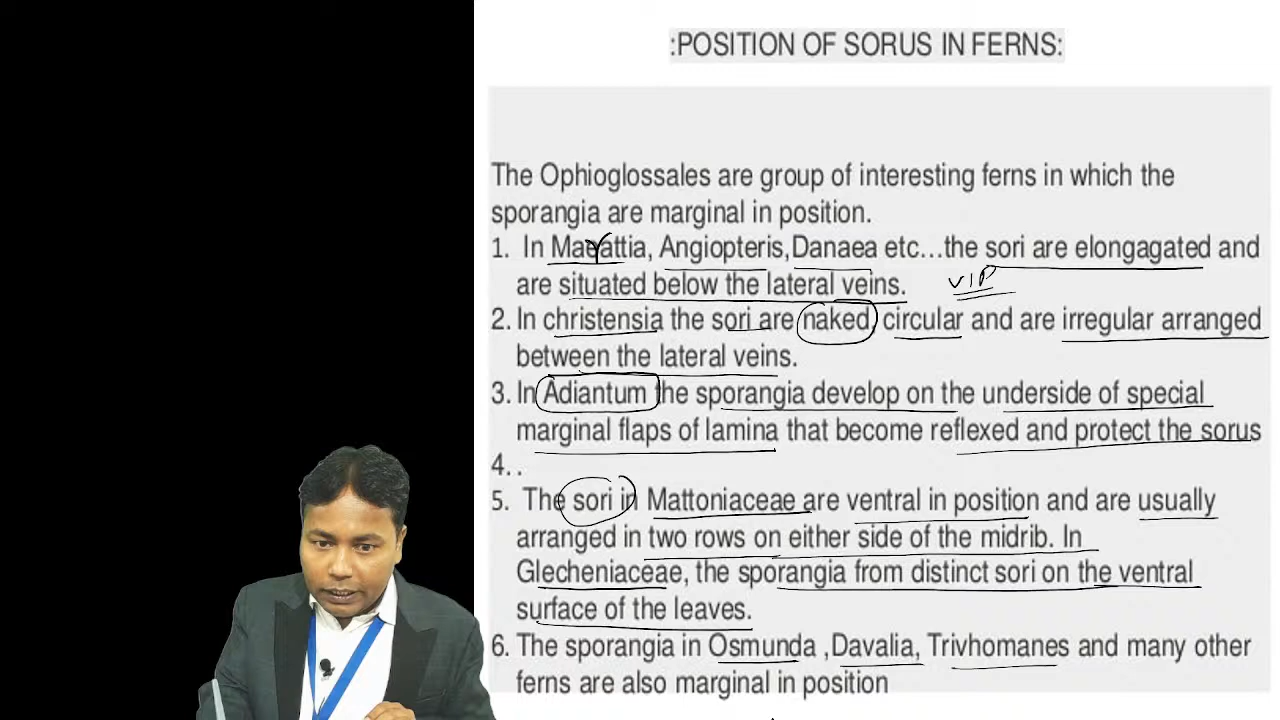 :POSITION OF SORUS IN FERNS:
The Ophioglossales are group of interesting ferns in which the
sporangia are marginal in position.
1. In Marattia, Angiopteris,Danaea etc...the sori are elongagated and
are situated below the lateral veins. VIP
2. In christensia the sori are naked, circular and are irregular arranged
between the lateral veins.
3. In Adiantum the sporangia develop on the underside of special
marginal flaps of lamina that become reflexed and protect the sorus
4. .
5. The sori in Mattoniaceae are ventral in position and are usually
arranged in two rows on either side of the midrib. In
Glecheniaceae, the sporangia from distinct sori on the ventral
surface of the leaves.
6. The sporangia in Osmunda ,Davalia, Trivhomanes and many other
ferns are also marginal in position